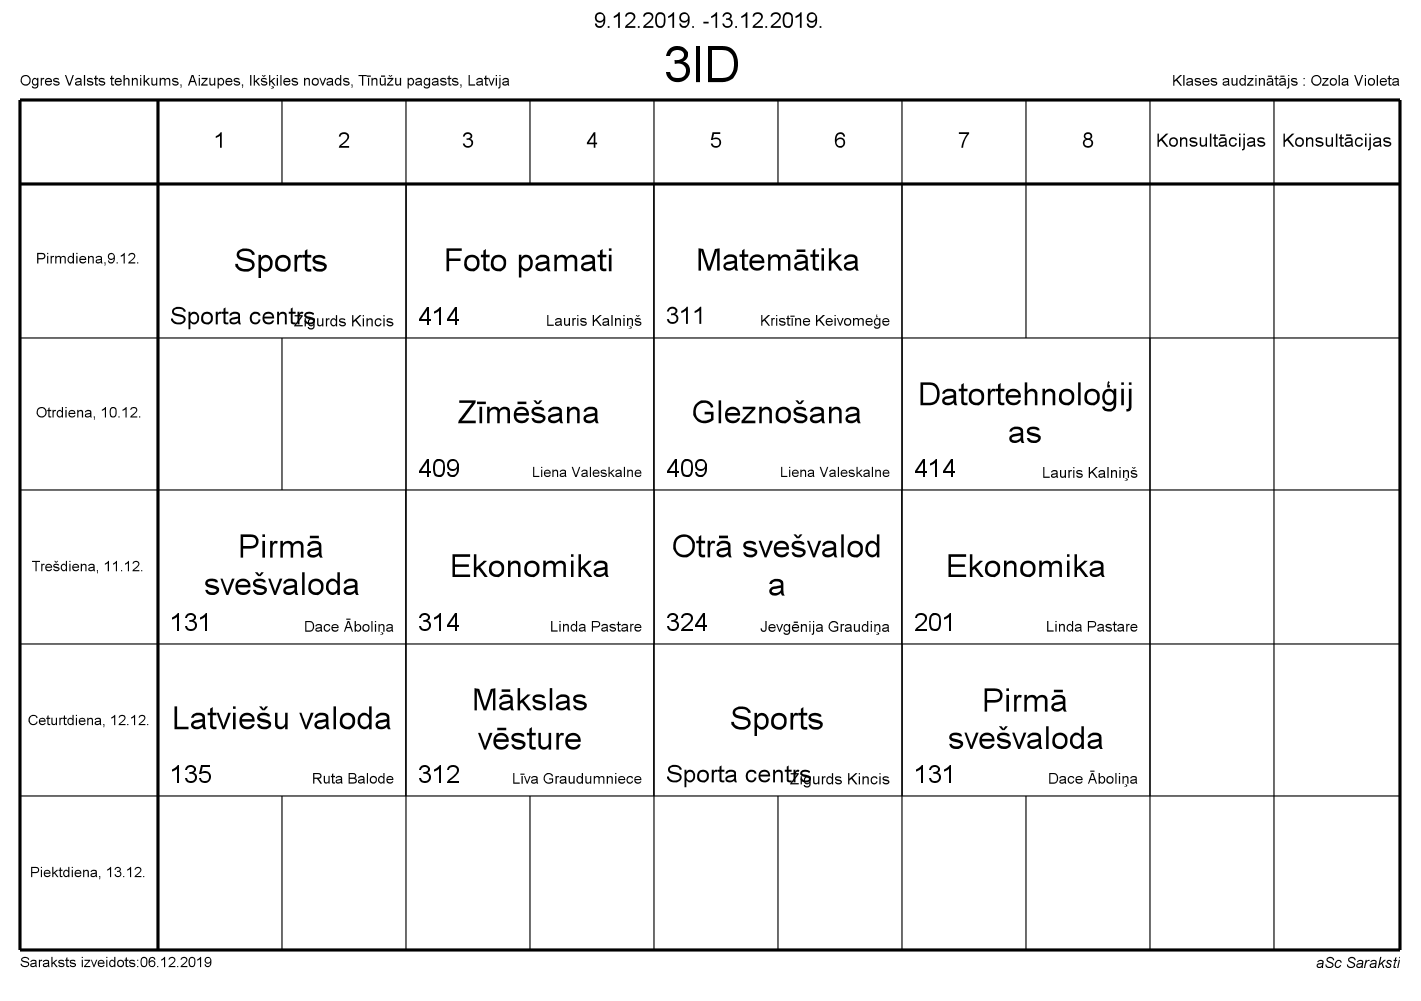 9.12.2019. -13.12.2019.
3ID
Ogres Valsts tehnikums, Aizupes, Ikšķiles novads, Tīnūžu pagasts, Latvija
Klases audzinātājs : Ozola Violeta
1 2 3 4 5 6 7 8 Konsultācijas Konsultācijas
Pirmdiena,9.12.
Sports
Sporta centrs Zigurds Kincis
Foto pamati
414 Lauris Kalniņš
Matemātika
311 Kristīne Keivomeģe
Otrdiena, 10.12.
Zīmēšana
409 Liena Valeskalne
Gleznošana
409 Liena Valeskalne
Datortehnoloģij
as
414 Lauris Kalniņš
Trešdiena, 11.12.
Pirmā
svešvaloda
131 Dace Āboliņa
Ekonomika
314 Linda Pastare
Otrā svešvalod
a
324 Jevgēnija Graudiņa
Ekonomika
201 Linda Pastare
Ceturtdiena, 12.12.
Latviešu valoda
135 Ruta Balode
Mākslas
vēsture
312 Līva Graudumniece
Sports
Sporta centrs Zigurds Kincis
Pirmā
svešvaloda
131 Dace Āboliņa
Piektdiena, 13.12.
Saraksts izveidots:06.12.2019
aSc Saraksti